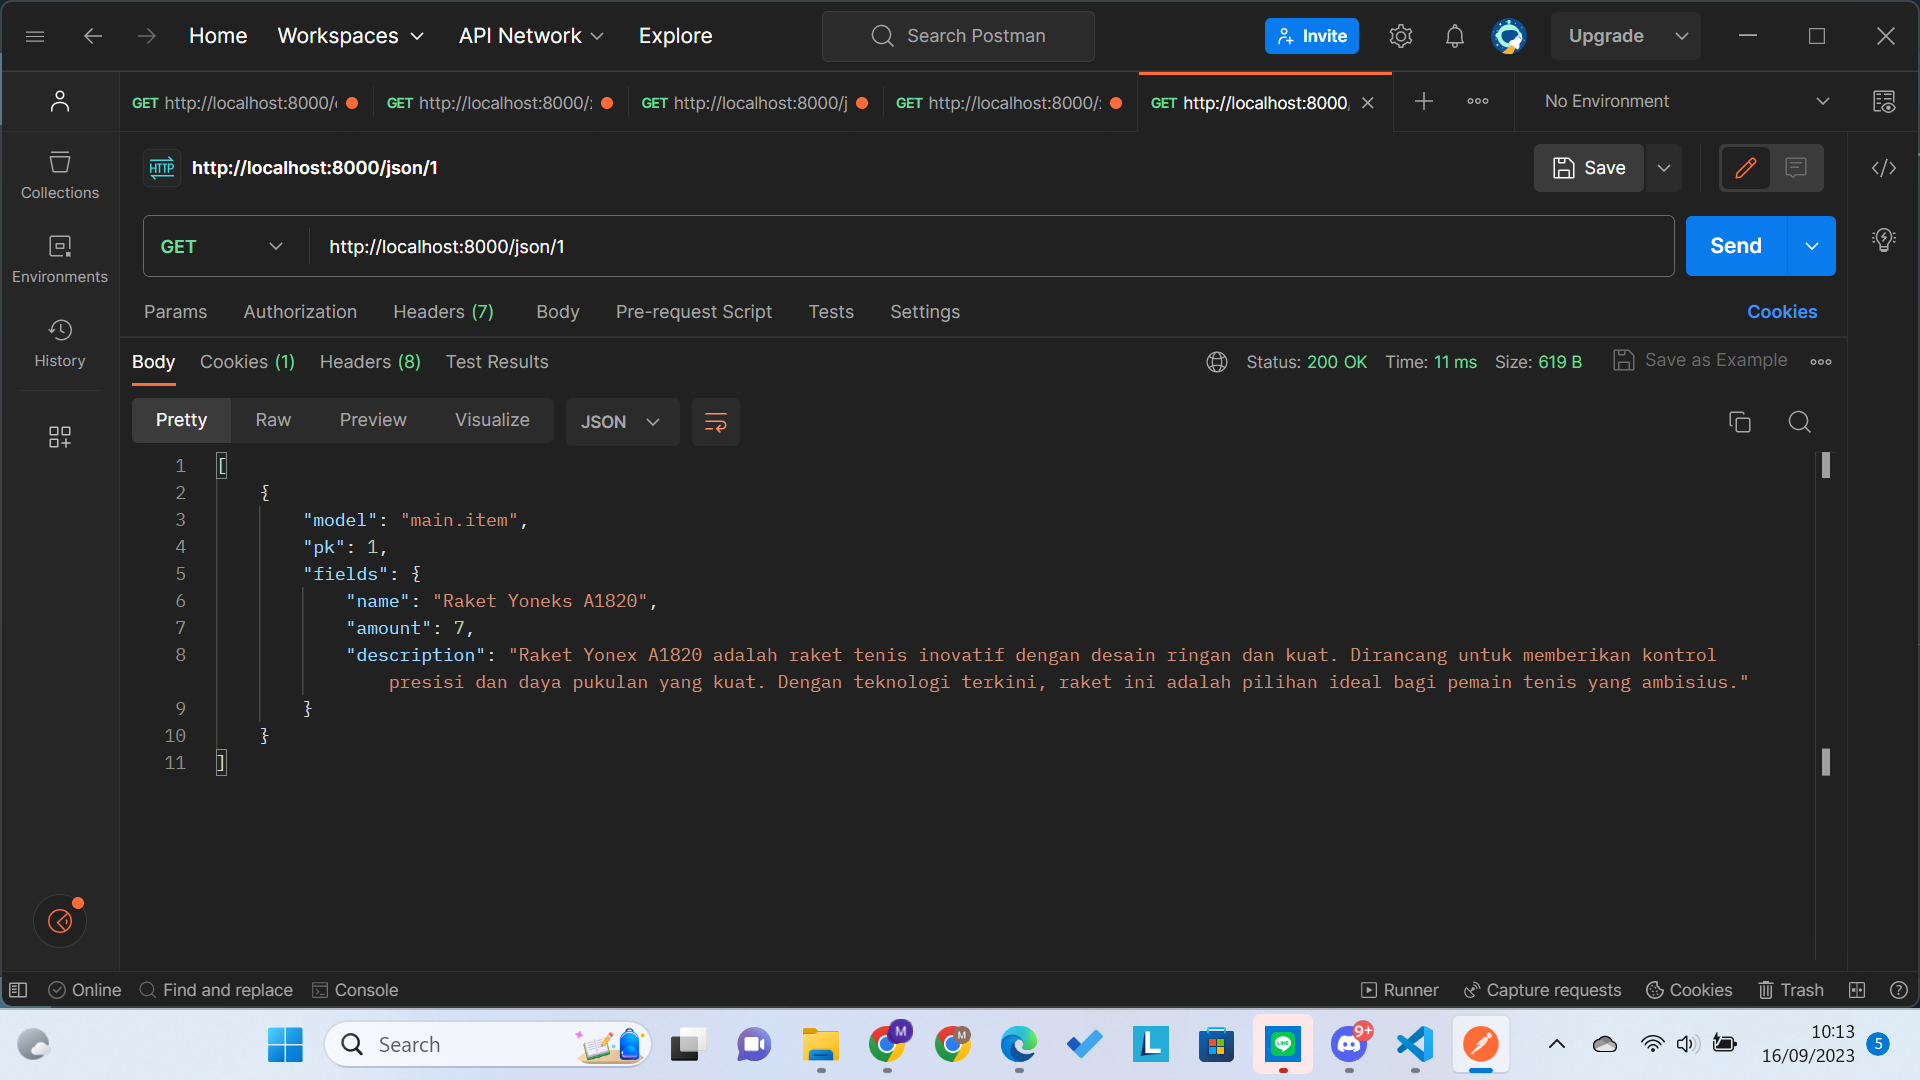 Home
Workspaces
API Network
Explore
Search Postman
Invite
Upgrade
GET http://localhost:8000/
GET http://localhost:8000/
GET http://localhost:8000/j
GET http://localhost:8000/
GET http://localhost:8000
No Environment
HTTP http://localhost:8000/json/1
Save
Collections
Environments
History
GET http://localhost:8000/json/1
Send
Params Authorization Headers (7) Body Pre-request Script Tests Settings
Cookies
Body Cookies (1) Headers (8) Test Results
Status: 200 OK Time: 11 ms Size: 619 B
Save as Example
Pretty Raw Preview Visualize
JSON
1 [
2 {
3 "model": "main.item",
4 "pk": 1,
5 "fields": {
6 "name": "Raket Yoneks A1820",
7 "amount": 7,
8 "description": "Raket Yonex A1820 adalah raket tenis inovatif dengan desain ringan dan kuat. Dirancang untuk memberikan kontrol
presisi dan daya pukulan yang kuat. Dengan teknologi terkini, raket ini adalah pilihan ideal bagi pemain tenis yang ambisius."
9 }
10 }
11 ]
Online
Find and replace
Console
Runner
Capture requests
Cookies
Trash
Search
M
M
L
LINE
9+
10:13
16/09/2023
5